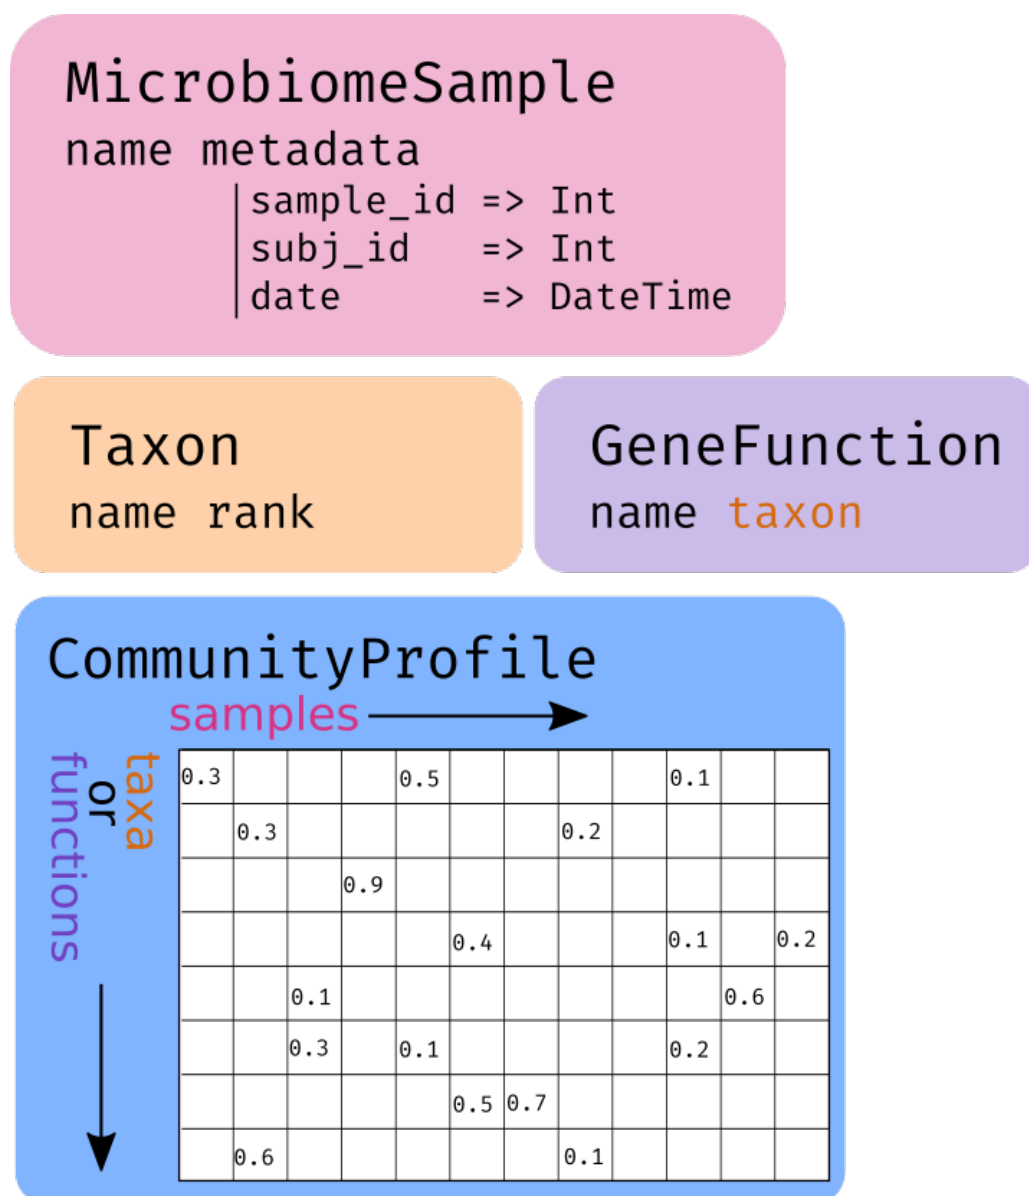 MicrobiomeSample
name metadata
sample_id => Int
subj_id => Int
date => DateTime
Taxon
name rank
GeneFunction
name taxon
CommunityProfile
samples
taxa
or
functions
0.3 0.5 0.1
0.3 0.2
0.9
0.4 0.1 0.2
0.1 0.6
0.3 0.1 0.2
0.5 0.7
0.6 0.1